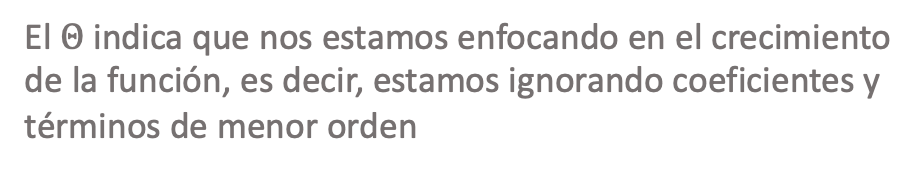 El Θ indica que nos estamos enfocando en el crecimiento
de la función, es decir, estamos ignorando coeficientes y
términos de menor orden